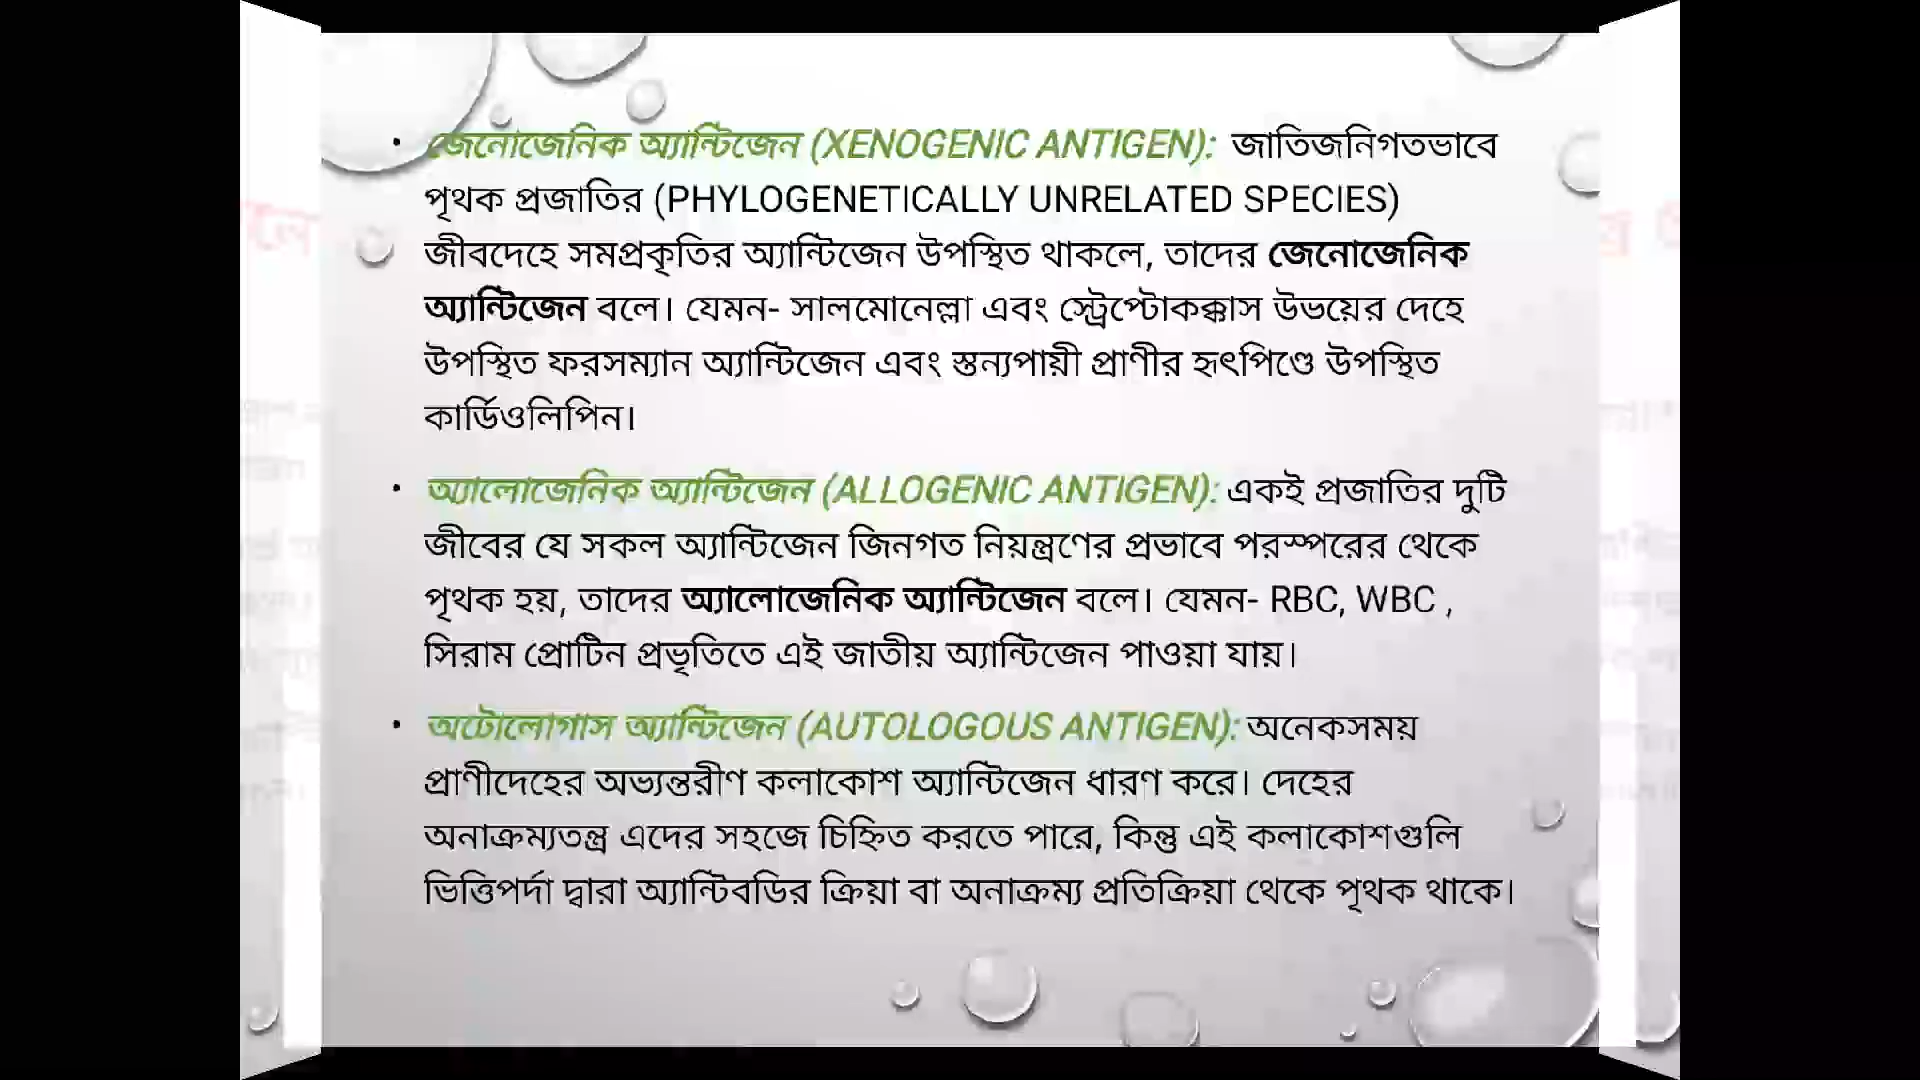 • জেনোজেনিক অ্যান্টিজেন (XENOGENIC ANTIGEN): জাতিজনিগতভাবে
পৃথক প্রজাতির (PHYLOGENETICALLY UNRELATED SPECIES)
জীবদেহে সমপ্রকৃতির অ্যান্টিজেন উপস্থিত থাকলে, তাদের জেনোজেনিক
অ্যান্টিজেন বলে। যেমন- সালমোনেল্লা এবং স্ট্রেপ্টোকক্কাস উভয়ের দেহে
উপস্থিত ফরসম্যান অ্যান্টিজেন এবং স্তন্যপায়ী প্রাণীর হৃৎপিণ্ডে উপস্থিত
কার্ডিওলিপিন।
• অ্যালোজেনিক অ্যান্টিজেন (ALLOGENIC ANTIGEN): একই প্রজাতির দুটি
জীবের যে সকল অ্যান্টিজেন জিনগত নিয়ন্ত্রণের প্রভাবে পরস্পরের থেকে
পৃথক হয়, তাদের অ্যালোজেনিক অ্যান্টিজেন বলে। যেমন- RBC, WBC ,
সিরাম প্রোটিন প্রভৃতিতে এই জাতীয় অ্যান্টিজেন পাওয়া যায়।
• অটোলোগাস অ্যান্টিজেন (AUTOLOGOUS ANTIGEN): অনেকসময়
প্রাণীদেহের অভ্যন্তরীণ কলাকোশ অ্যান্টিজেন ধারণ করে। দেহের
অনাক্রম্যতন্ত্র এদের সহজে চিহ্নিত করতে পারে, কিন্তু এই কলাকোশগুলি
ভিত্তিপর্দা দ্বারা অ্যান্টিবডির ক্রিয়া বা অনাক্রম্য প্রতিক্রিয়া থেকে পৃথক থাকে।